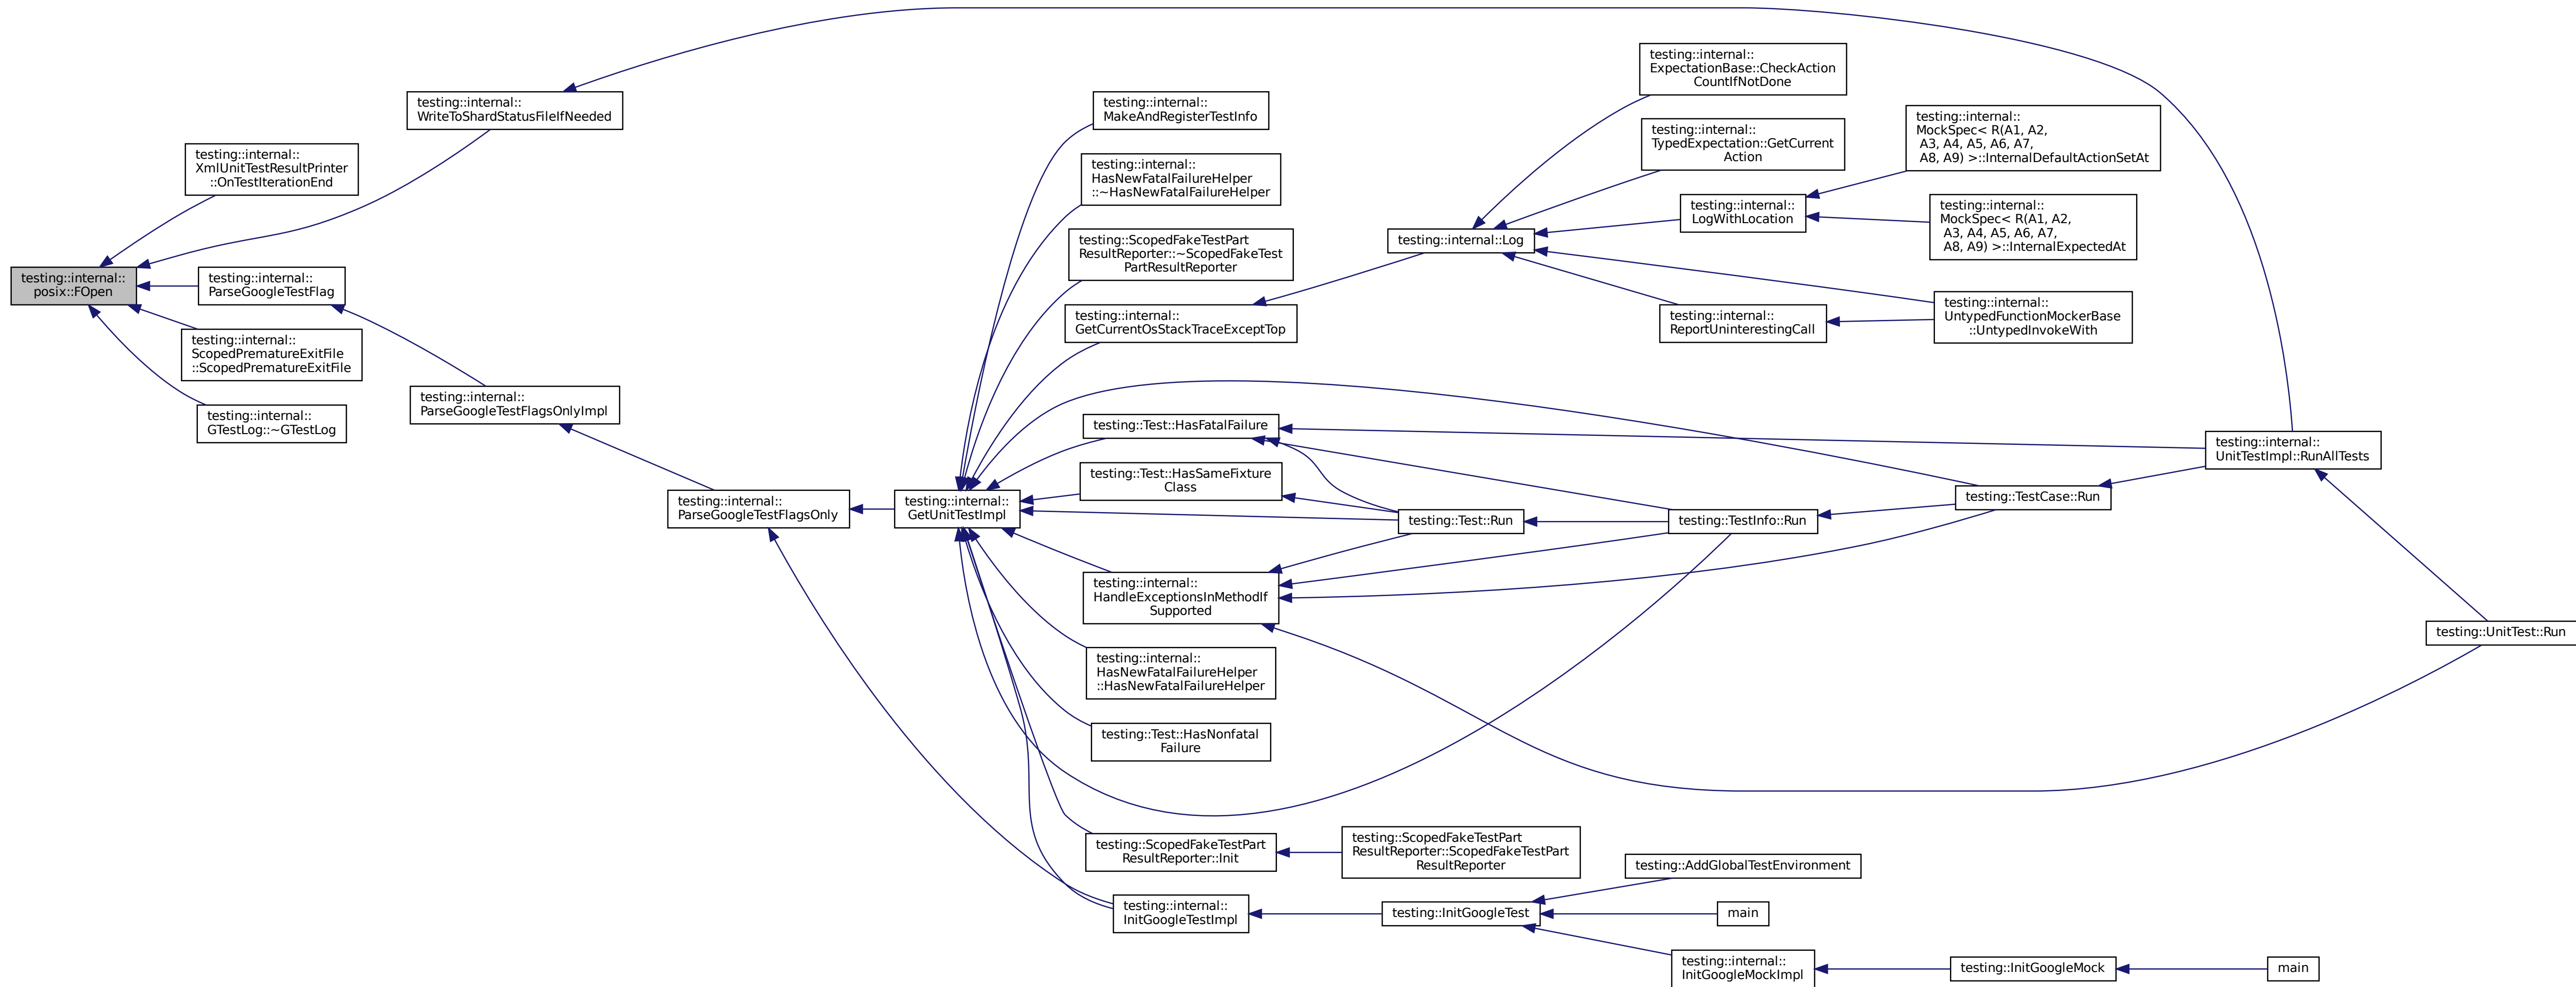 testing::internal::
posix::FOpen
testing::internal::
XmlUnitTestResultPrinter
::OnTestIterationEnd
testing::internal::
WriteToShardStatusFileIfNeeded
testing::internal::
ParseGoogleTestFlag
testing::internal::
ScopedPrematureExitFile
::ScopedPrematureExitFile
testing::internal::
GTestLog::~GTestLog
testing::internal::
ParseGoogleTestFlagsOnlyImpl
testing::internal::
ParseGoogleTestFlagsOnly
testing::internal::
GetUnitTestImpl
testing::internal::
MakeAndRegisterTestInfo
testing::internal::
HasNewFatalFailureHelper
::~HasNewFatalFailureHelper
testing::ScopedFakeTestPart
ResultReporter::~ScopedFakeTest
PartResultReporter
testing::internal::
GetCurrentOsStackTraceExceptTop
testing::Test::HasFatalFailure
testing::Test::HasSameFixture
Class
testing::internal::
HandleExceptionsInMethodIf
Supported
testing::internal::
HasNewFatalFailureHelper
::HasNewFatalFailureHelper
testing::Test::HasNonfatal
Failure
testing::ScopedFakeTestPart
ResultReporter::Init
testing::internal::
InitGoogleTestImpl
testing::internal::Log
testing::Test::Run
testing::ScopedFakeTestPart
ResultReporter::ScopedFakeTestPart
ResultReporter
testing::InitGoogleTest
testing::internal::
ExpectationBase::CheckAction
CountIfNotDone
testing::internal::
TypedExpectation::GetCurrent
Action
testing::internal::
LogWithLocation
testing::internal::
ReportUninterestingCall
testing::TestInfo::Run
testing::AddGlobalTestEnvironment
main
testing::internal::
InitGoogleMockImpl
testing::internal::
MockSpec< R(A1, A2,
A3, A4, A5, A6, A7,
A8, A9) >::InternalDefaultActionSetAt
testing::internal::
MockSpec< R(A1, A2,
A3, A4, A5, A6, A7,
A8, A9) >::InternalExpectedAt
testing::internal::
UntypedFunctionMockerBase
::UntypedInvokeWith
testing::TestCase::Run
testing::InitGoogleMock
testing::internal::
UnitTestImpl::RunAllTests
main
testing::UnitTest::Run